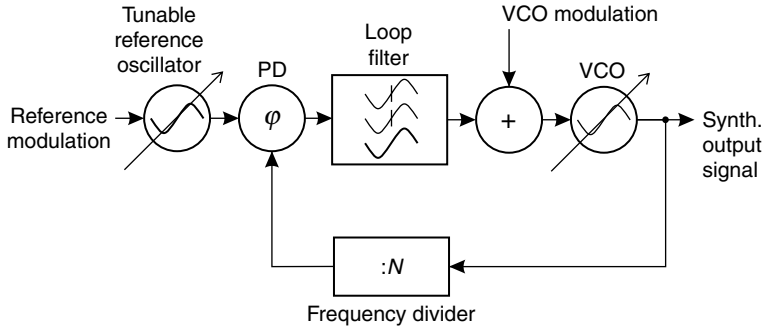 Tunable
reference
oscillator
PD
Loop
filter
VCO modulation
VCO
Reference
modulation
φ
+
Synth.
output
signal
:N
Frequency divider